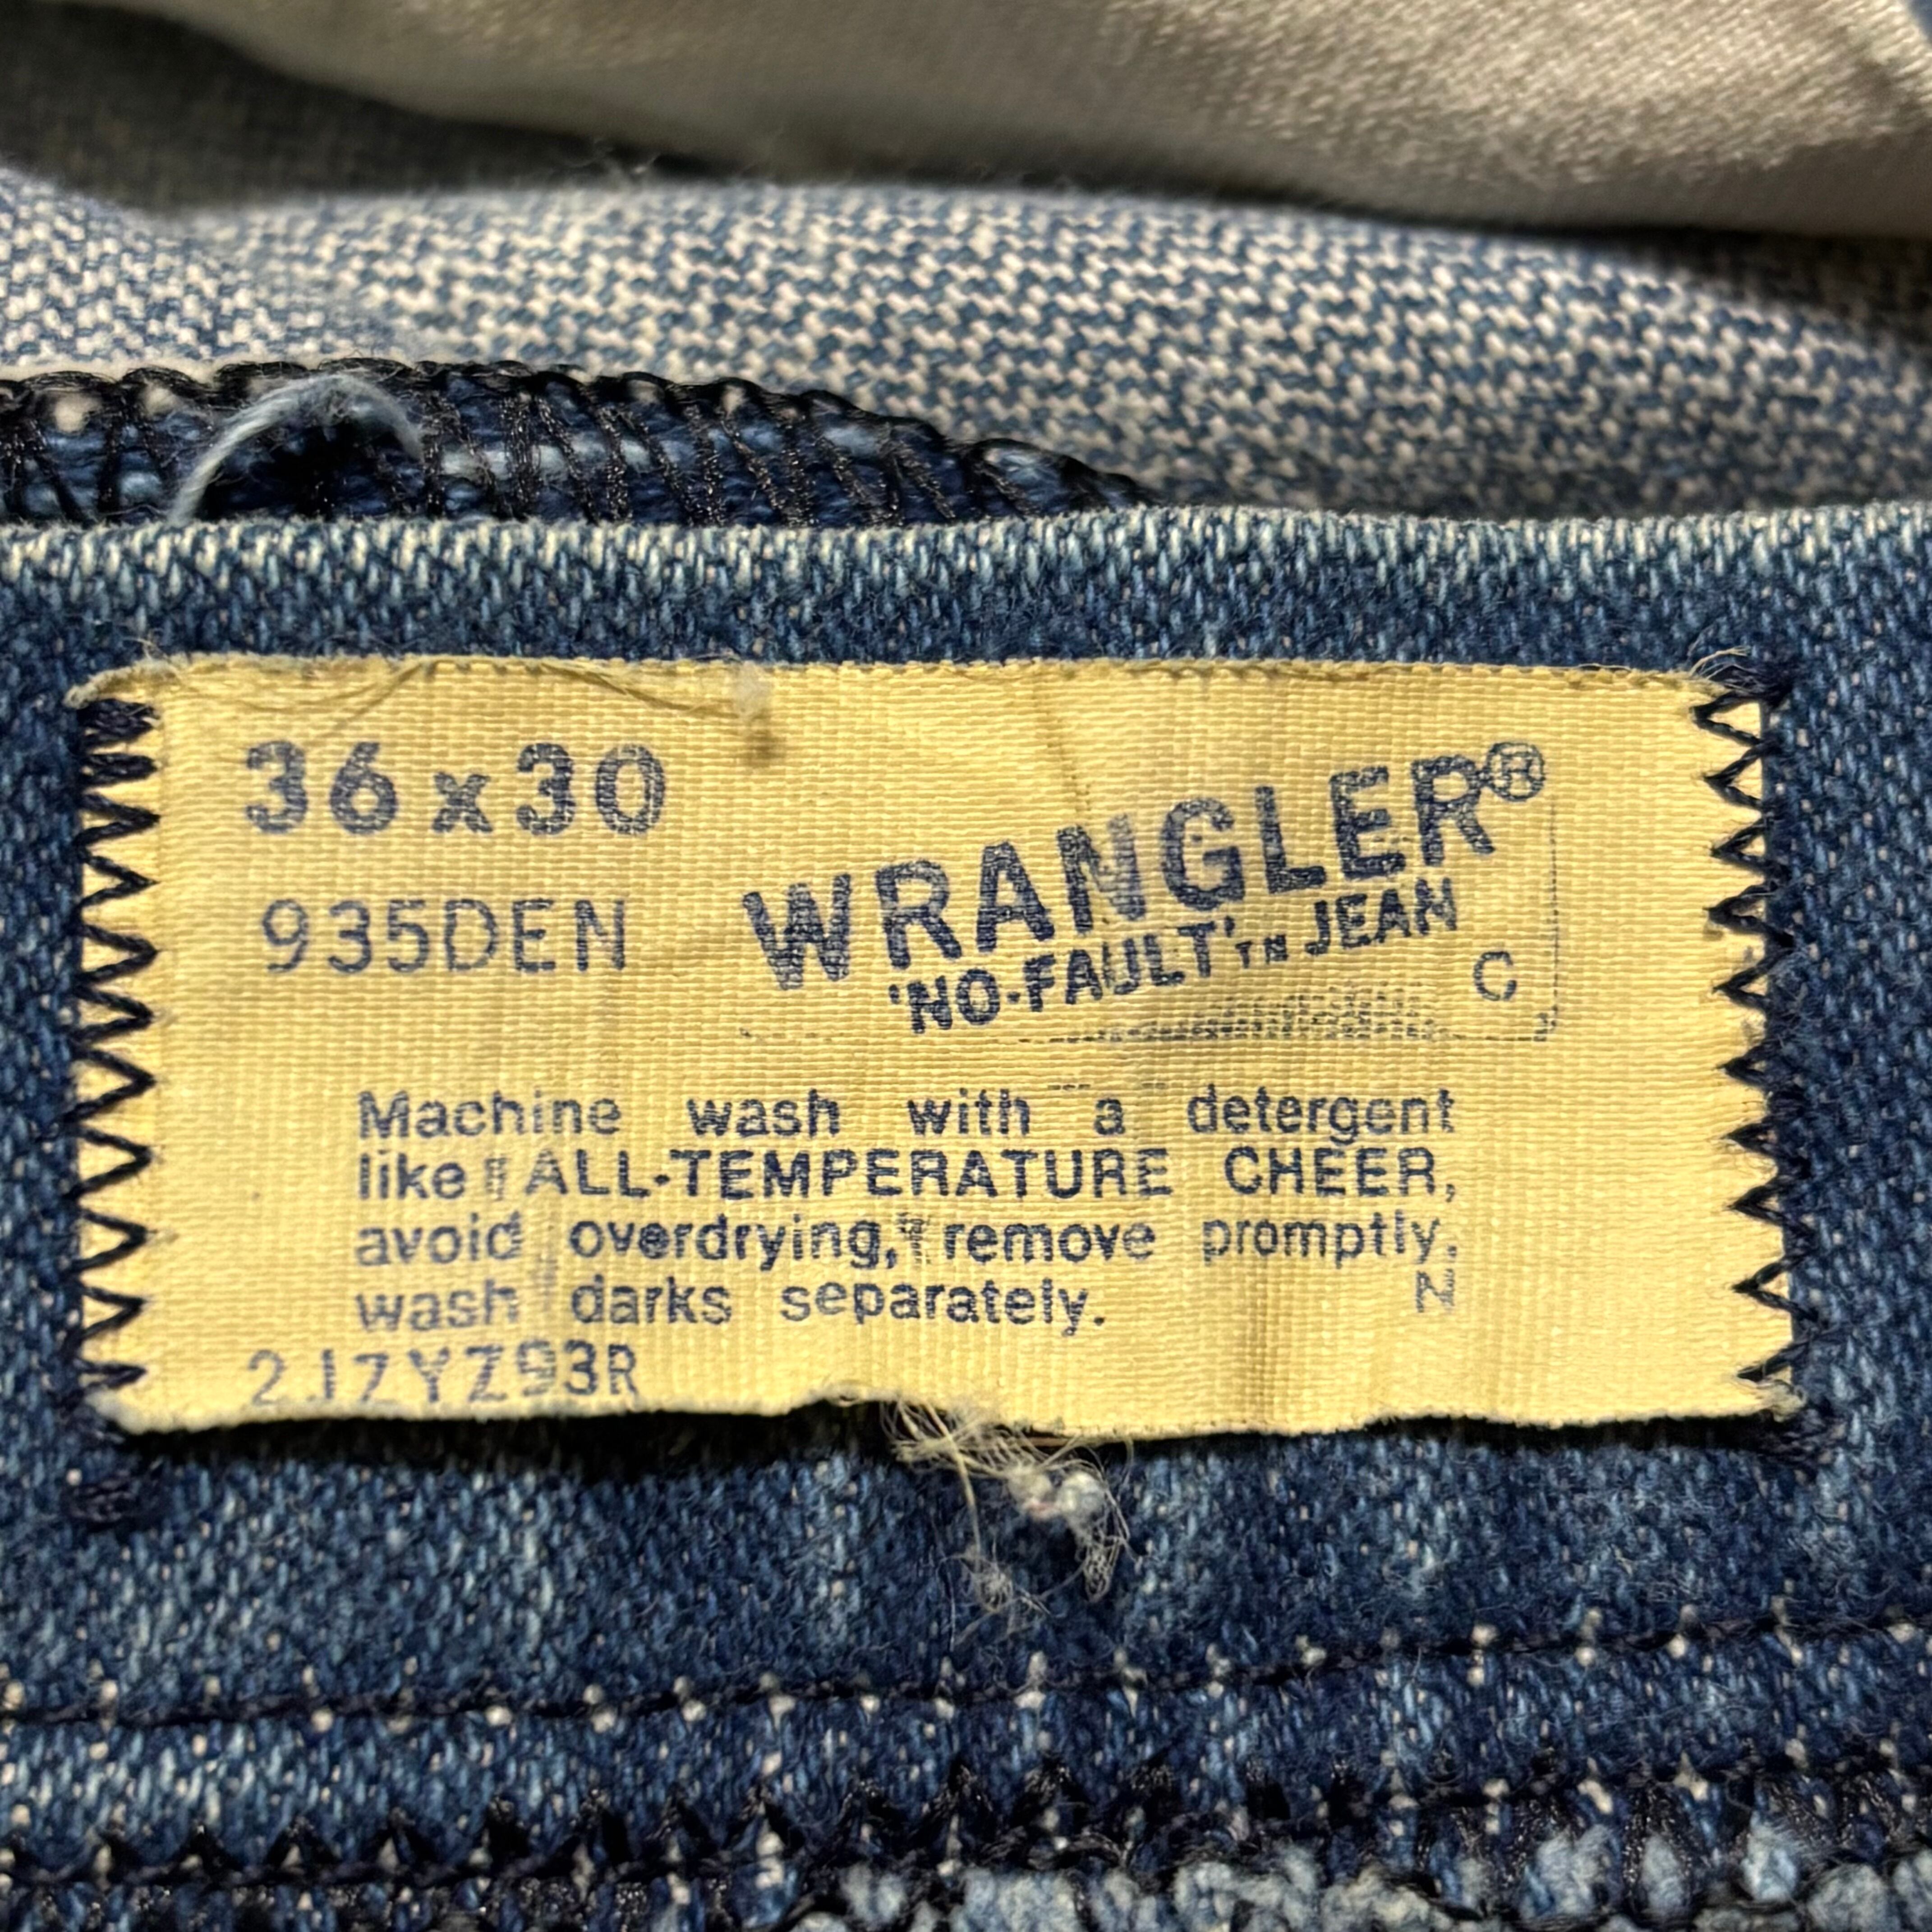 36 x 30
935DEN
WRANGLER®
'NO-FAULT' TM JEAN
C
Machine wash with a detergent
like ALL-TEMPERATURE CHEER,
avoid overdrying, remove promptly,
wash darks separately.
N